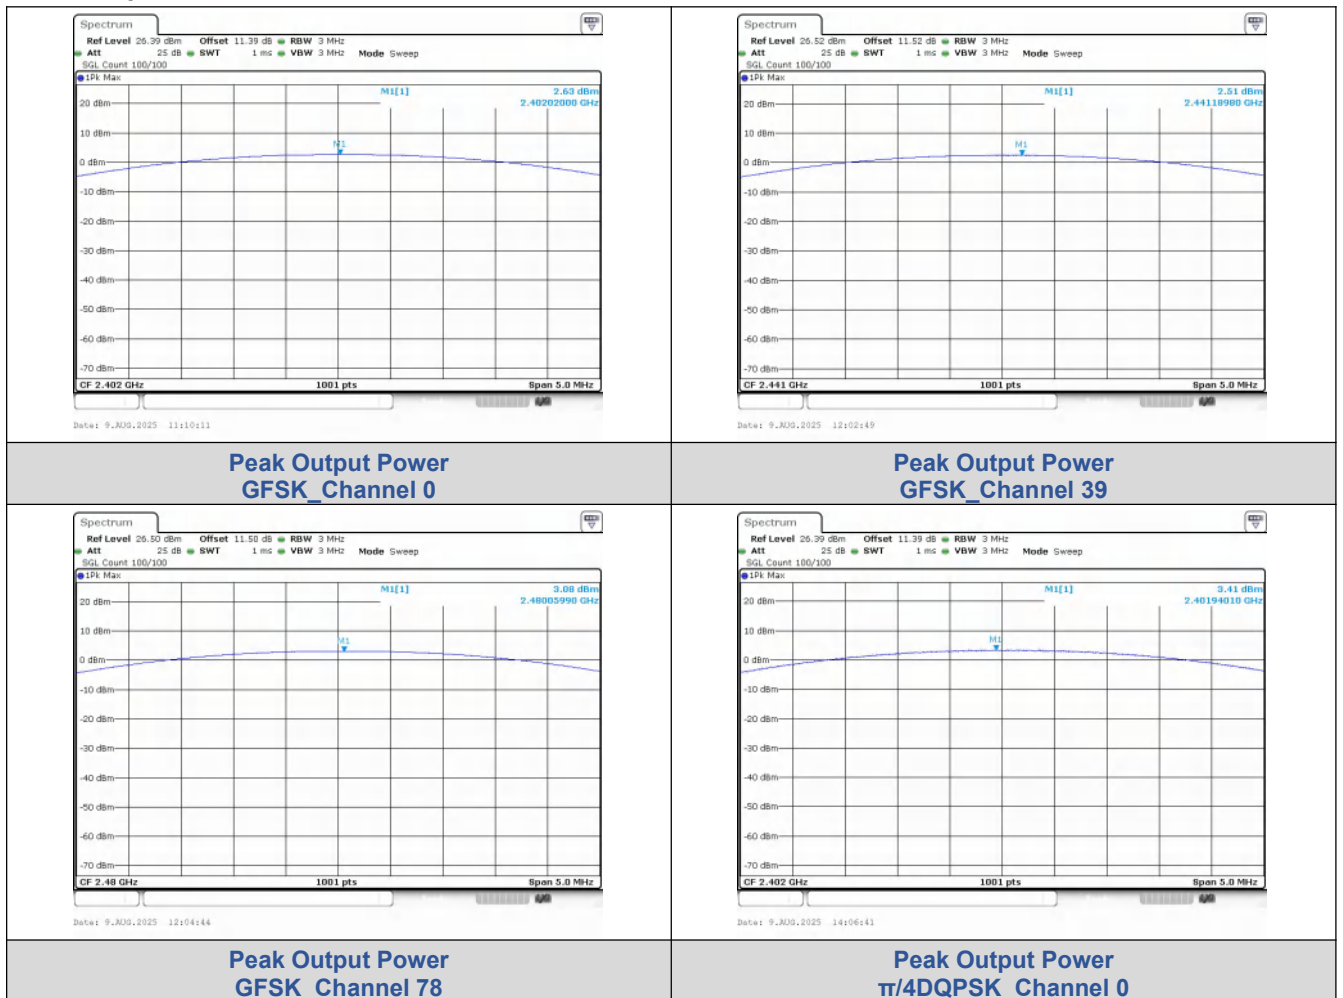 Spectrum
Ref Level 26.39 dBm Offset 11.39 dB RBW 3 MHz
Att 25 dB SWT 1 ms VBW 3 MHz Mode Sweep
SGL Count 100/100
1Pk Max
M1[1] 2.63 dBm
2.40202000 GHz
20 dBm
10 dBm
M1
0 dBm
-10 dBm
-20 dBm
-30 dBm
-40 dBm
-50 dBm
-60 dBm
-70 dBm
CF 2.402 GHz 1001 pts Span 5.0 MHz
Date: 9.AUG.2025 11:10:11
Peak Output Power
GFSK_Channel 0
Spectrum
Ref Level 26.52 dBm Offset 11.52 dB RBW 3 MHz
Att 25 dB SWT 1 ms VBW 3 MHz Mode Sweep
SGL Count 100/100
1Pk Max
M1[1] 2.51 dBm
2.44118980 GHz
20 dBm
10 dBm
M1
0 dBm
-10 dBm
-20 dBm
-30 dBm
-40 dBm
-50 dBm
-60 dBm
-70 dBm
CF 2.441 GHz 1001 pts Span 5.0 MHz
Date: 9.AUG.2025 12:02:49
Peak Output Power
GFSK_Channel 39
Spectrum
Ref Level 26.50 dBm Offset 11.50 dB RBW 3 MHz
Att 25 dB SWT 1 ms VBW 3 MHz Mode Sweep
SGL Count 100/100
1Pk Max
M1[1] 3.08 dBm
2.48005990 GHz
20 dBm
10 dBm
M1
0 dBm
-10 dBm
-20 dBm
-30 dBm
-40 dBm
-50 dBm
-60 dBm
-70 dBm
CF 2.48 GHz 1001 pts Span 5.0 MHz
Date: 9.AUG.2025 12:04:44
Peak Output Power
GFSK_Channel 78
Spectrum
Ref Level 26.39 dBm Offset 11.39 dB RBW 3 MHz
Att 25 dB SWT 1 ms VBW 3 MHz Mode Sweep
SGL Count 100/100
1Pk Max
M1[1] 3.41 dBm
2.40194010 GHz
20 dBm
10 dBm
M1
0 dBm
-10 dBm
-20 dBm
-30 dBm
-40 dBm
-50 dBm
-60 dBm
-70 dBm
CF 2.402 GHz 1001 pts Span 5.0 MHz
Date: 9.AUG.2025 14:06:41
Peak Output Power
π/4DQPSK_Channel 0